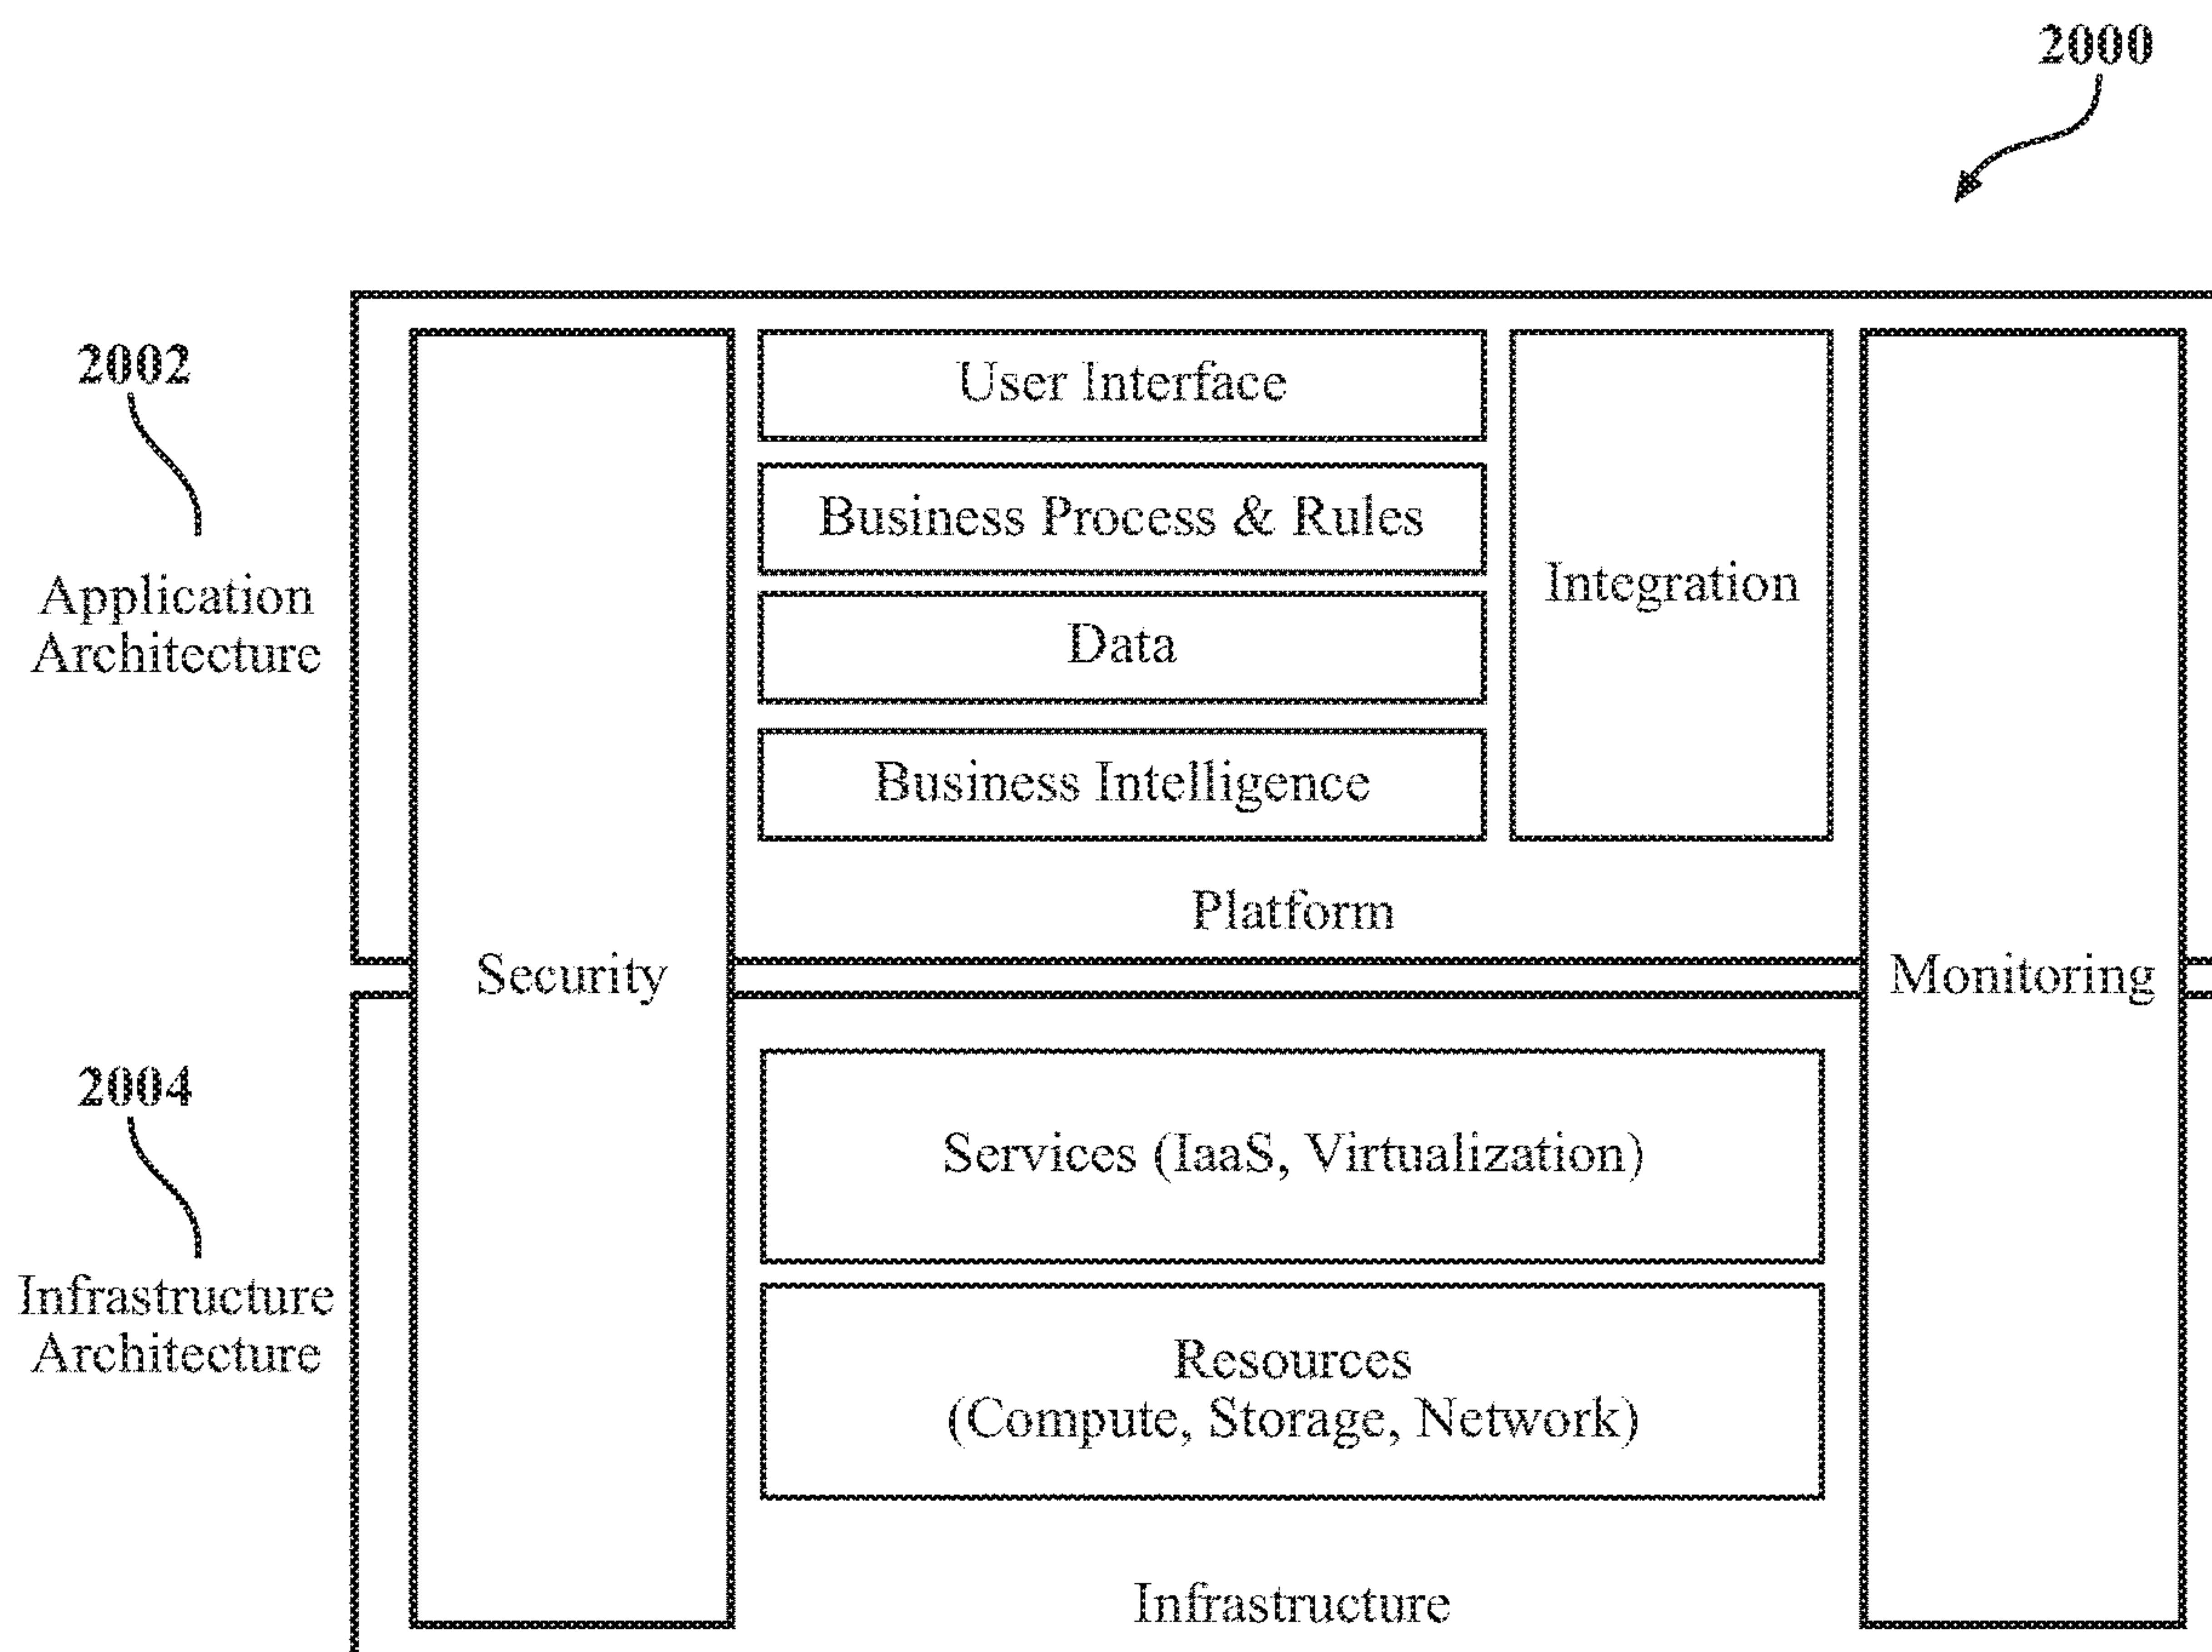 2000
2002
Application
Architecture
User Interface
Business Process & Rules
Data
Business Intelligence
Integration
Platform
Security
Monitoring
2004
Infrastructure
Architecture
Services (IaaS, Virtualization)
Resources
(Compute, Storage, Network)
Infrastructure